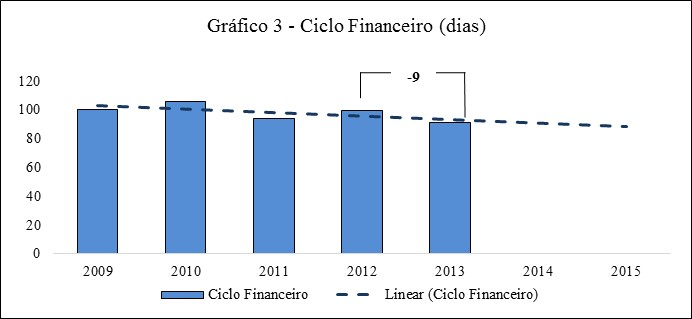 Gráfico 3 - Ciclo Financeiro (dias)
-9
120
100
80
60
40
20
0
2009 2010 2011 2012 2013 2014 2015
Ciclo Financeiro Linear (Ciclo Financeiro)